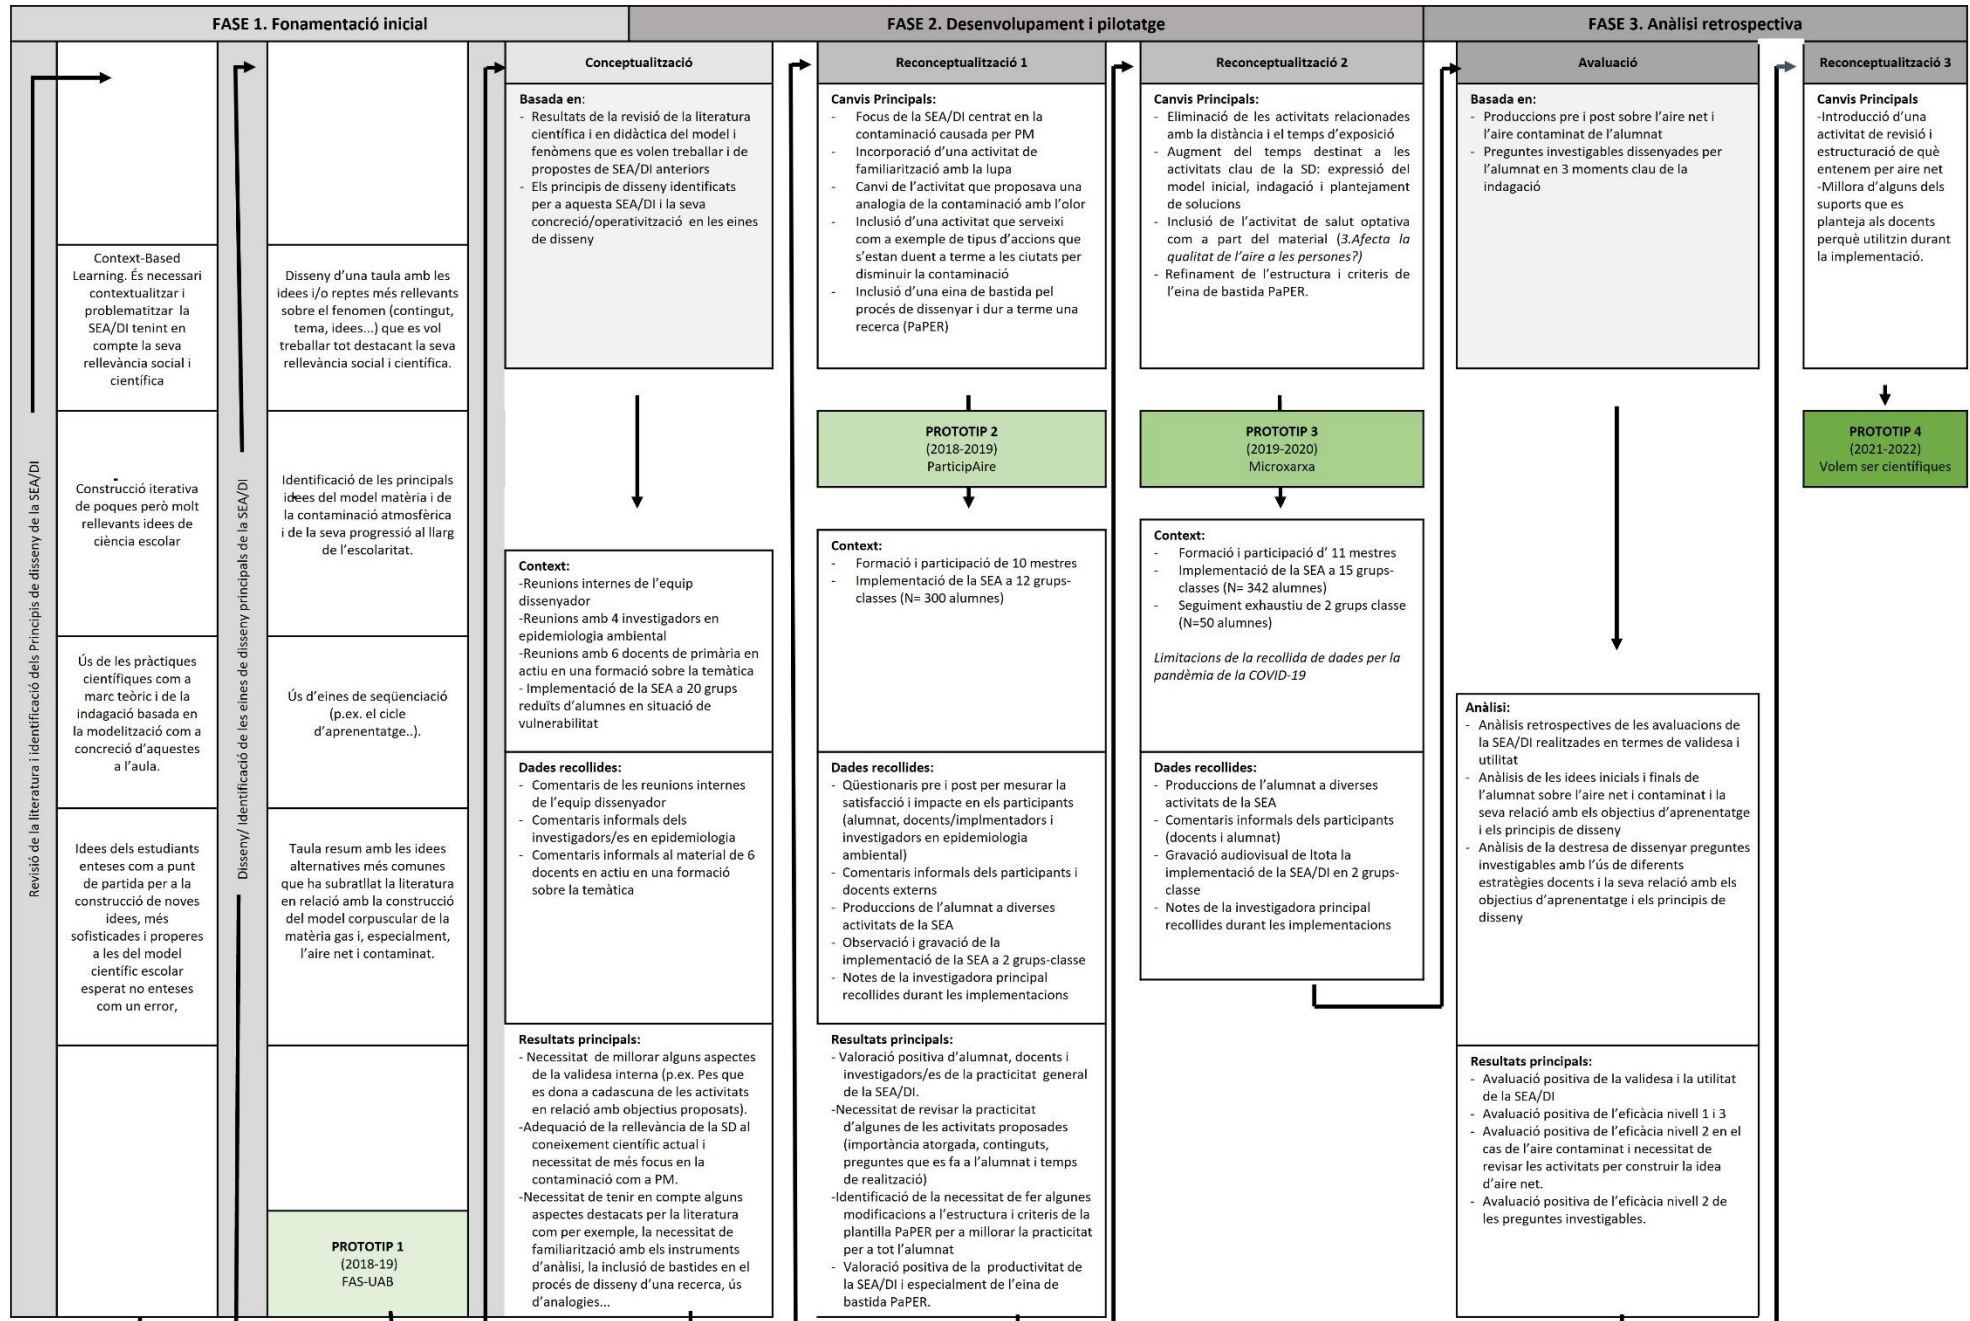 FASE 1. Fonamentació inicial
FASE 2. Desenvolupament i pilotatge
FASE 3. Anàlisi retrospectiva
Revisió de la literatura i identificació dels Principis de disseny de la SEA/DI
Context-Based
Learning. És necessari
contextualitzar i
problematitzar la
SEA/DI tenint en
compte la seva
rellevància social i
científica
Construcció iterativa
de poques però molt
rellevants idees de
ciència escolar
Ús de les pràctiques
científiques com a
marc teòric i de la
indagació basada en
la modelització com a
concreció d'aquestes
a l'aula.
Idees dels estudiants
enteses com a punt
de partida per a la
construcció de noves
idees, més
sofisticades i properes
a les del model
científic escolar
esperat no enteses
com un error,
Disseny/ Identificació de les eines de disseny principals de la SEA/DI
Disseny d'una taula amb les
idees i/o reptes més rellevants
sobre el fenomen (contingut,
tema, idees...) que es vol
treballar tot destacant la seva
rellevància social i científica.
Identificació de les principals
idees del model matèria i de
la contaminació atmosfèrica
i de la seva progressió al llarg
de l'escolaritat.
Ús d'eines de seqüenciació
(p.ex. el cicle
d'aprenentatge..).
Taula resum amb les idees
alternatives més comunes
que ha subratllat la literatura
en relació amb la construcció
del model corpuscular de la
matèria gas i, especialment,
l'aire net i contaminat.
PROTOTIP 1
(2018-19)
FAS-UAB
Conceptualització
Basada en:
- Resultats de la revisió de la literatura
científica i en didàctica del model i
fenòmens que es volen treballar i de
propostes de SEA/DI anteriors
- Els principis de disseny identificats
per a aquesta SEA/DI i la seva
concreció/operativització en les eines
de disseny
Context:
-Reunions internes de l'equip
dissenyador
-Reunions amb 4 investigadors en
epidemiologia ambiental
-Reunions amb 6 docents de primària en
actiu en una formació sobre la temàtica
- Implementació de la SEA a 20 grups
reduïts d'alumnes en situació de
vulnerabilitat
Dades recollides:
- Comentaris de les reunions internes
de l'equip dissenyador
- Comentaris informals dels
investigadors/es en epidemiologia
- Comentaris informals al material de 6
docents en actiu en una formació
sobre la temàtica
Resultats principals:
- Necessitat de millorar alguns aspectes
de la validesa interna (p.ex. Pes que
es dona a cadascuna de les activitats
en relació amb objectius proposats).
-Adequació de la rellevància de la SD al
coneixement científic actual i
necessitat de més focus en la
contaminació com a PM.
-Necessitat de tenir en compte alguns
aspectes destacats per la literatura
com per exemple, la necessitat de
familiarització amb els instruments
d'anàlisi, la inclusió de bastides en el
procés de disseny d'una recerca, ús
d'analogies...
Reconceptualització 1
Canvis Principals:
- Focus de la SEA/DI centrat en la
contaminació causada per PM
- Incorporació d'una activitat de
familiarització amb la lupa
- Canvi de l'activitat que proposava una
analogia de la contaminació amb l'olor
- Inclusió d'una activitat que serveixi
com a exemple de tipus d'accions que
s'estan duent a terme a les ciutats per
disminuir la contaminació
- Inclusió d'una eina de bastida pel
procés de dissenyar i dur a terme una
recerca (PaPER)
PROTOTIP 2
(2018-2019)
ParticipAire
Context:
- Formació i participació de 10 mestres
- Implementació de la SEA a 12 grups-
classes (N= 300 alumnes)
Dades recollides:
- Qüestionaris pre i post per mesurar la
satisfacció i impacte en els participants
(alumnat, docents/implmentadors i
investigadors en epidemiologia
ambiental)
- Comentaris informals dels participants i
docents externs
- Produccions de l'alumnat a diverses
activitats de la SEA
- Observació i gravació de la
implementació de la SEA a 2 grups-classe
- Notes de la investigadora principal
recollides durant les implementacions
Resultats principals:
- Valoració positiva d'alumnat, docents i
investigadors/es de la practicitat general
de la SEA/DI.
-Necessitat de revisar la practicitat
d'algunes de les activitats proposades
(importància atorgada, continguts,
preguntes que es fa a l'alumnat i temps
de realització)
-Identificació de la necessitat de fer algunes
modificacions a l'estructura i criteris de la
plantilla PaPER per a millorar la practicitat
per a tot l'alumnat
- Valoració positiva de la productivitat de
la SEA/DI i especialment de l'eina de
bastida PaPER.
Reconceptualització 2
Canvis Principals:
- Eliminació de les activitats relacionades
amb la distància i el temps d'exposició
- Augment del temps destinat a les
activitats clau de la SD: expressió del
model inicial, indagació i plantejament
de solucions
- Inclusió de l'activitat de salut optativa
com a part del material (3.Afecta la
qualitat de l'aire a les persones?)
- Refinament de l'estructura i criteris de
l'eina de bastida PaPER.
PROTOTIP 3
(2019-2020)
Microxarxa
Context:
- Formació i participació d' 11 mestres
- Implementació de la SEA a 15 grups-
classes (N= 342 alumnes)
- Seguiment exhaustiu de 2 grups classe
(N=50 alumnes)
Limitacions de la recollida de dades per la
pandèmia de la COVID-19
Dades recollides:
- Produccions de l'alumnat a diverses
activitats de la SEA
- Comentaris informals dels participants
(docents i alumnat)
- Gravació audiovisual de ltota la
implementació de la SEA/DI en 2 grups-
classe
- Notes de la investigadora principal
recollides durant les implementacions
Avaluació
Basada en:
- Produccions pre i post sobre l'aire net i
l'aire contaminat de l'alumnat
- Preguntes investigables dissenyades per
l'alumnat en 3 moments clau de la
indagació
Anàlisi:
- Anàlisis retrospectives de les avaluacions de
la SEA/DI realitzades en termes de validesa i
utilitat
- Anàlisis de les idees inicials i finals de
l'alumnat sobre l'aire net i contaminat i la
seva relació amb els objectius d'aprenentatge
i els principis de disseny
- Anàlisis de la destresa de dissenyar preguntes
investigables amb l'ús de diferents
estratègies docents i la seva relació amb els
objectius d'aprenentatge i els principis de
disseny
Resultats principals:
- Avaluació positiva de la validesa i la utilitat
de la SEA/DI
- Avaluació positiva de l'eficàcia nivell 1 i 3
- Avaluació positiva de l'eficàcia nivell 2 en el
cas de l'aire contaminat i necessitat de
revisar les activitats per construir la idea
d'aire net.
- Avaluació positiva de l'eficàcia nivell 2 de
les preguntes investigables.
Reconceptualització 3
Canvis Principals
-Introducció d'una
activitat de revisió i
estructuració de què
entenem per aire net
-Millora d'alguns dels
suports que es
planteja als docents
perquè utilitzin durant
la implementació.
PROTOTIP 4
(2021-2022)
Volem ser científiques